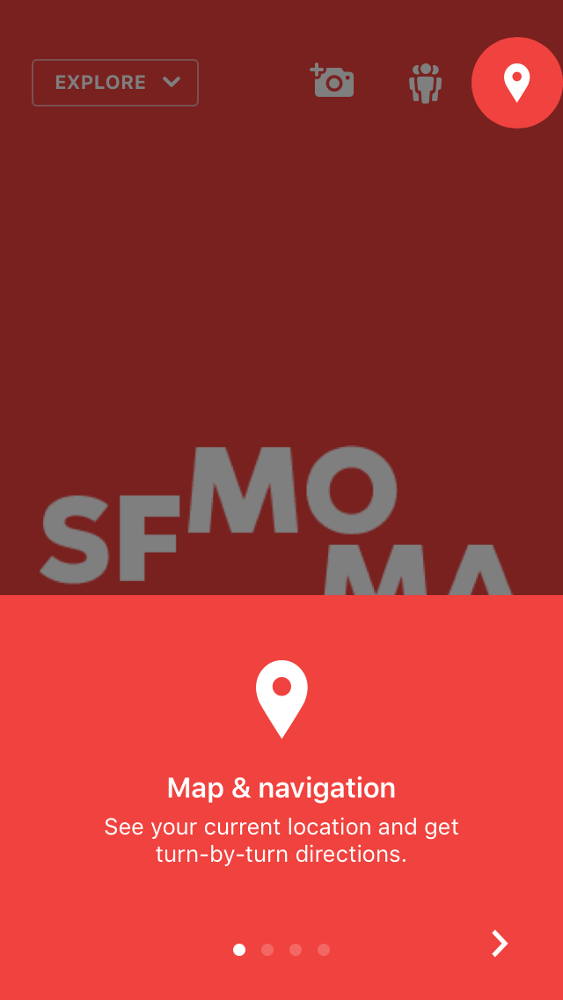 EXPLORE
SFMOMA
Map & navigation
See your current location and get
turn-by-turn directions.